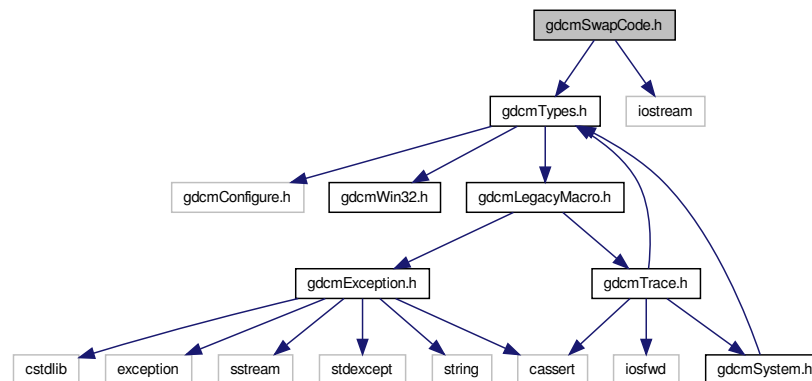 gdcmSwapCode.h
gdcmTypes.h
iostream
gdcmConfigure.h
gdcmWin32.h
gdcmLegacyMacro.h
gdcmException.h
gdcmTrace.h
cstdlib
exception
sstream
stdexcept
string
cassert
iosfwd
gdcmSystem.h